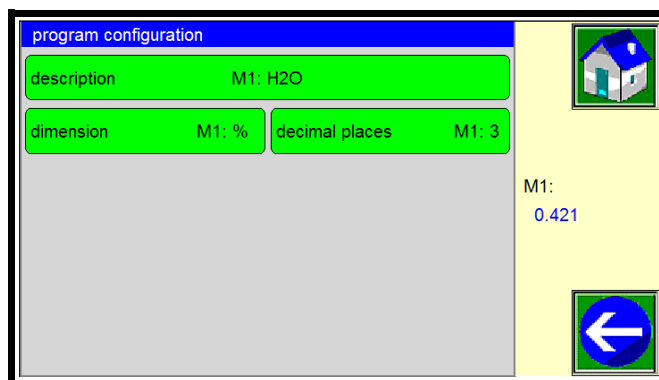 program configuration
description M1: H2O
dimension M1: % decimal places M1: 3
M1:
0.421